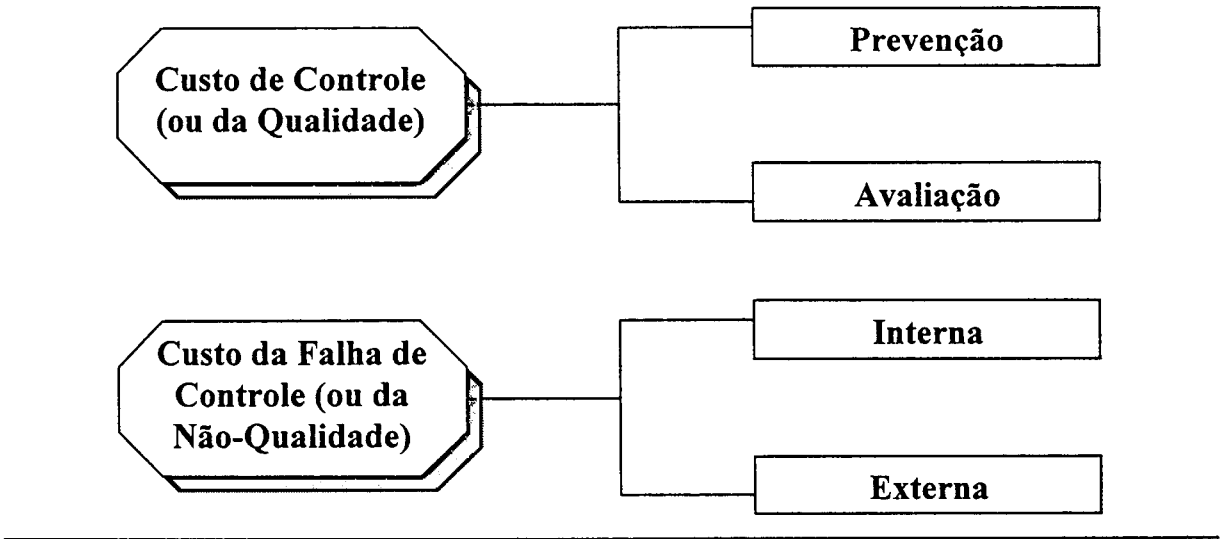 Custo de Controle
(ou da Qualidade)
Prevenção
Avaliação
Custo da Falha de
Controle (ou da
Não-Qualidade)
Interna
Externa